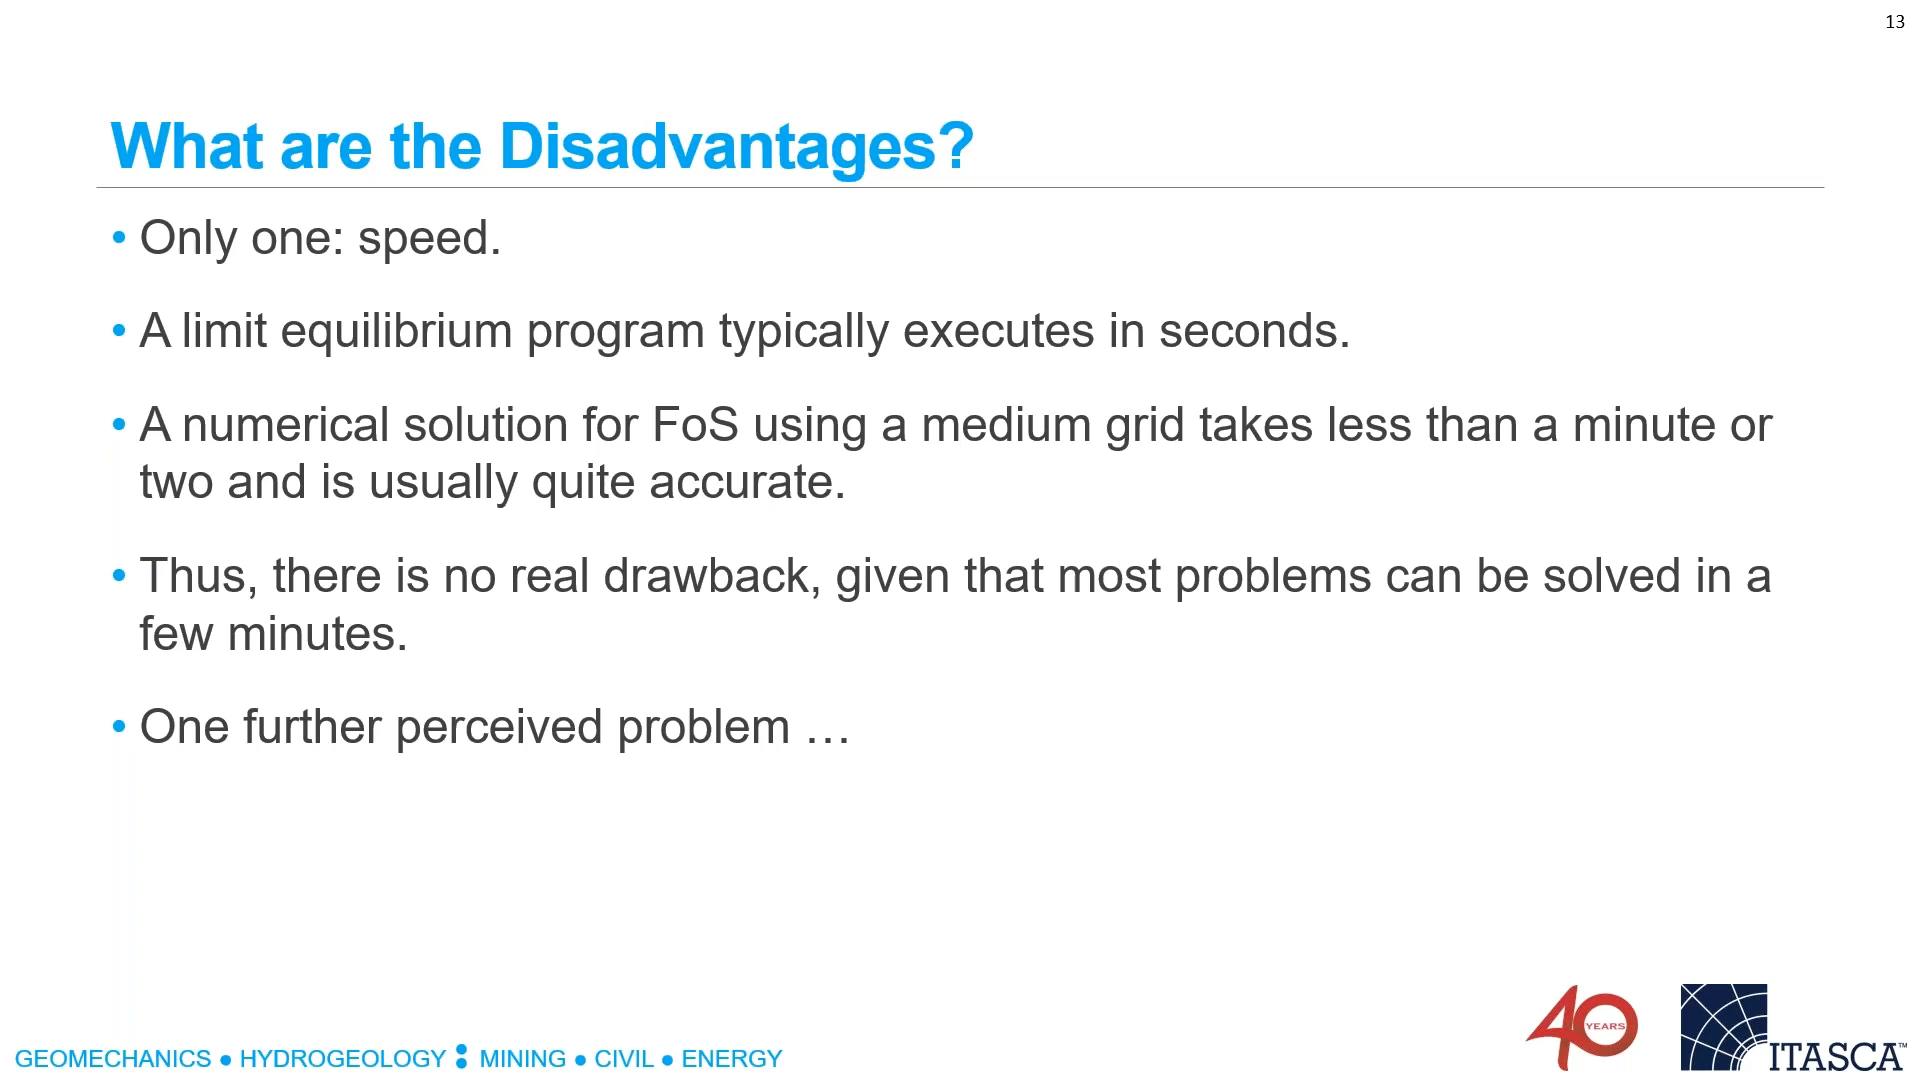 13
What are the Disadvantages?
• Only one: speed.
• A limit equilibrium program typically executes in seconds.
• A numerical solution for FoS using a medium grid takes less than a minute or
two and is usually quite accurate.
• Thus, there is no real drawback, given that most problems can be solved in a
few minutes.
• One further perceived problem …
40 YEARS
ITASCA™
GEOMECHANICS ● HYDROGEOLOGY : MINING ● CIVIL ● ENERGY